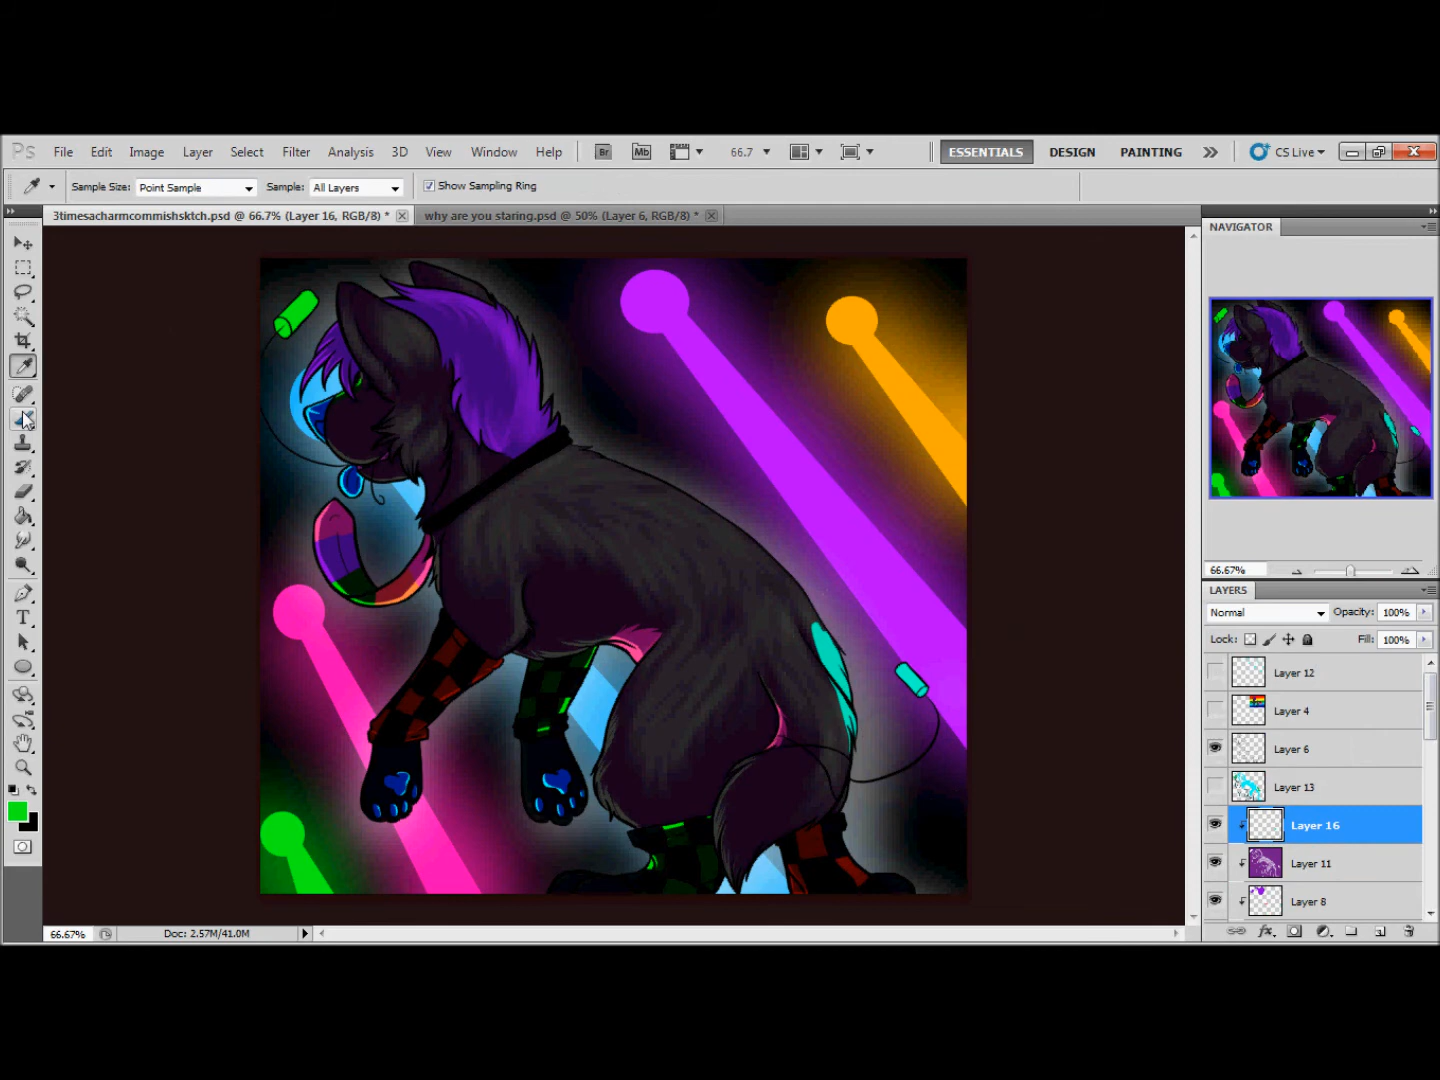 Ps File Edit Image Layer Select Filter Analysis 3D View Window Help Br Mb 66.7 ESSENTIALS DESIGN PAINTING CS Live
Sample Size: Point Sample Sample: All Layers Show Sampling Ring
3timesacharmcommishsktch.psd @ 66.7% (Layer 16, RGB/8) * why are you staring.psd @ 50% (Layer 6, RGB/8) *
NAVIGATOR
66.67%
LAYERS
Normal Opacity: 100%
Lock: Fill: 100%
Layer 12
Layer 4
Layer 6
Layer 13
Layer 16
Layer 11
Layer 8
T
fx
66.67% Doc: 2.57M/41.0M